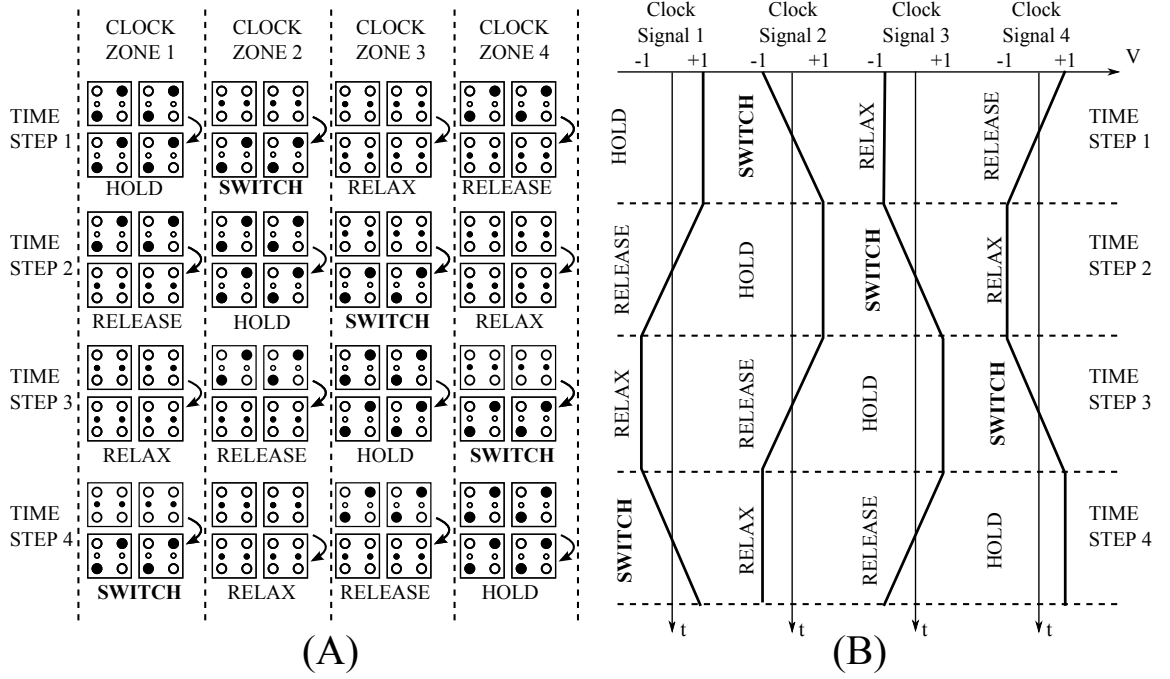 CLOCK
ZONE 1
CLOCK
ZONE 2
CLOCK
ZONE 3
CLOCK
ZONE 4
TIME
STEP 1
HOLD
SWITCH
RELAX
RELEASE
TIME
STEP 2
RELEASE
HOLD
SWITCH
RELAX
TIME
STEP 3
RELAX
RELEASE
HOLD
SWITCH
TIME
STEP 4
SWITCH
RELAX
RELEASE
HOLD
(A)
Clock
Signal 1
Clock
Signal 2
Clock
Signal 3
Clock
Signal 4
-1 +1 -1 +1 -1 +1 -1 +1 V
HOLD
SWITCH
RELAX
RELEASE
TIME
STEP 1
RELEASE
HOLD
SWITCH
RELAX
TIME
STEP 2
RELAX
RELEASE
HOLD
SWITCH
TIME
STEP 3
SWITCH
RELAX
RELEASE
HOLD
TIME
STEP 4
t t t t
(B)